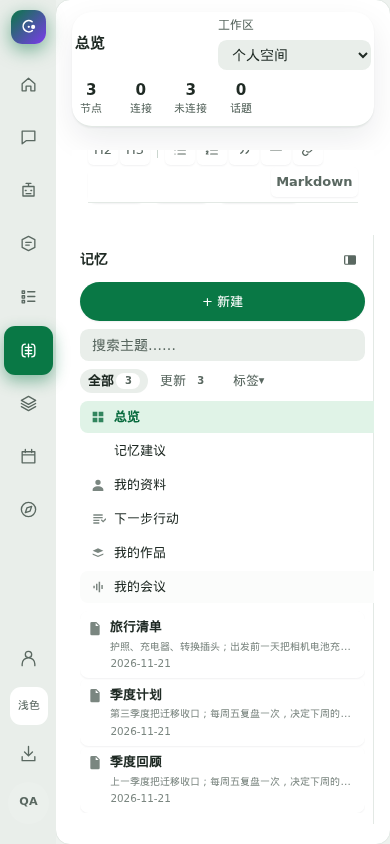 总览
工作区
个人空间
3
节点
0
连接
3
未连接
0
话题
H2 H3
Markdown
记忆
+ 新建
搜索主题……
全部 3 更新 3 标签▾
总览
记忆建议
我的资料
下一步行动
我的作品
我的会议
旅行清单
护照、充电器、转换插头；出发前一天把相机电池充…
2026-11-21
季度计划
第三季度把迁移收口；每周五复盘一次，决定下周的…
2026-11-21
季度回顾
上一季度把迁移收口；每周五复盘一次，决定下周的…
2026-11-21
浅色
QA